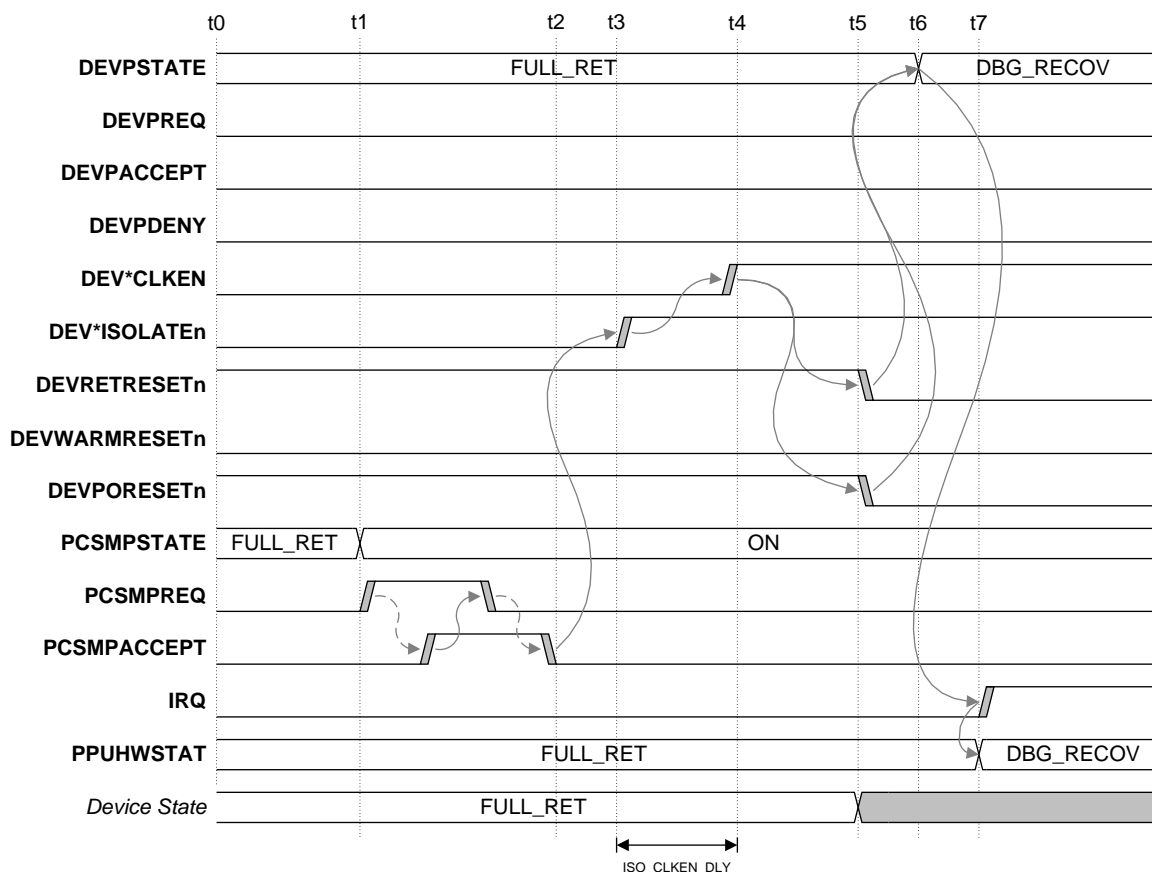 t0 t1 t2 t3 t4 t5 t6 t7
DEVPSTATE FULL_RET DBG_RECOV
DEVPREQ
DEVPACCEPT
DEVPDENY
DEV*CLKEN
DEV*ISOLATEn
DEVRETRESETn
DEVWARMRESETn
DEVPORESETn
PCSMPSTATE FULL_RET ON
PCSMPREQ
PCSMPACCEPT
IRQ
PPUHWSTAT FULL_RET DBG_RECOV
Device State FULL_RET
ISO_CLKEN_DLY